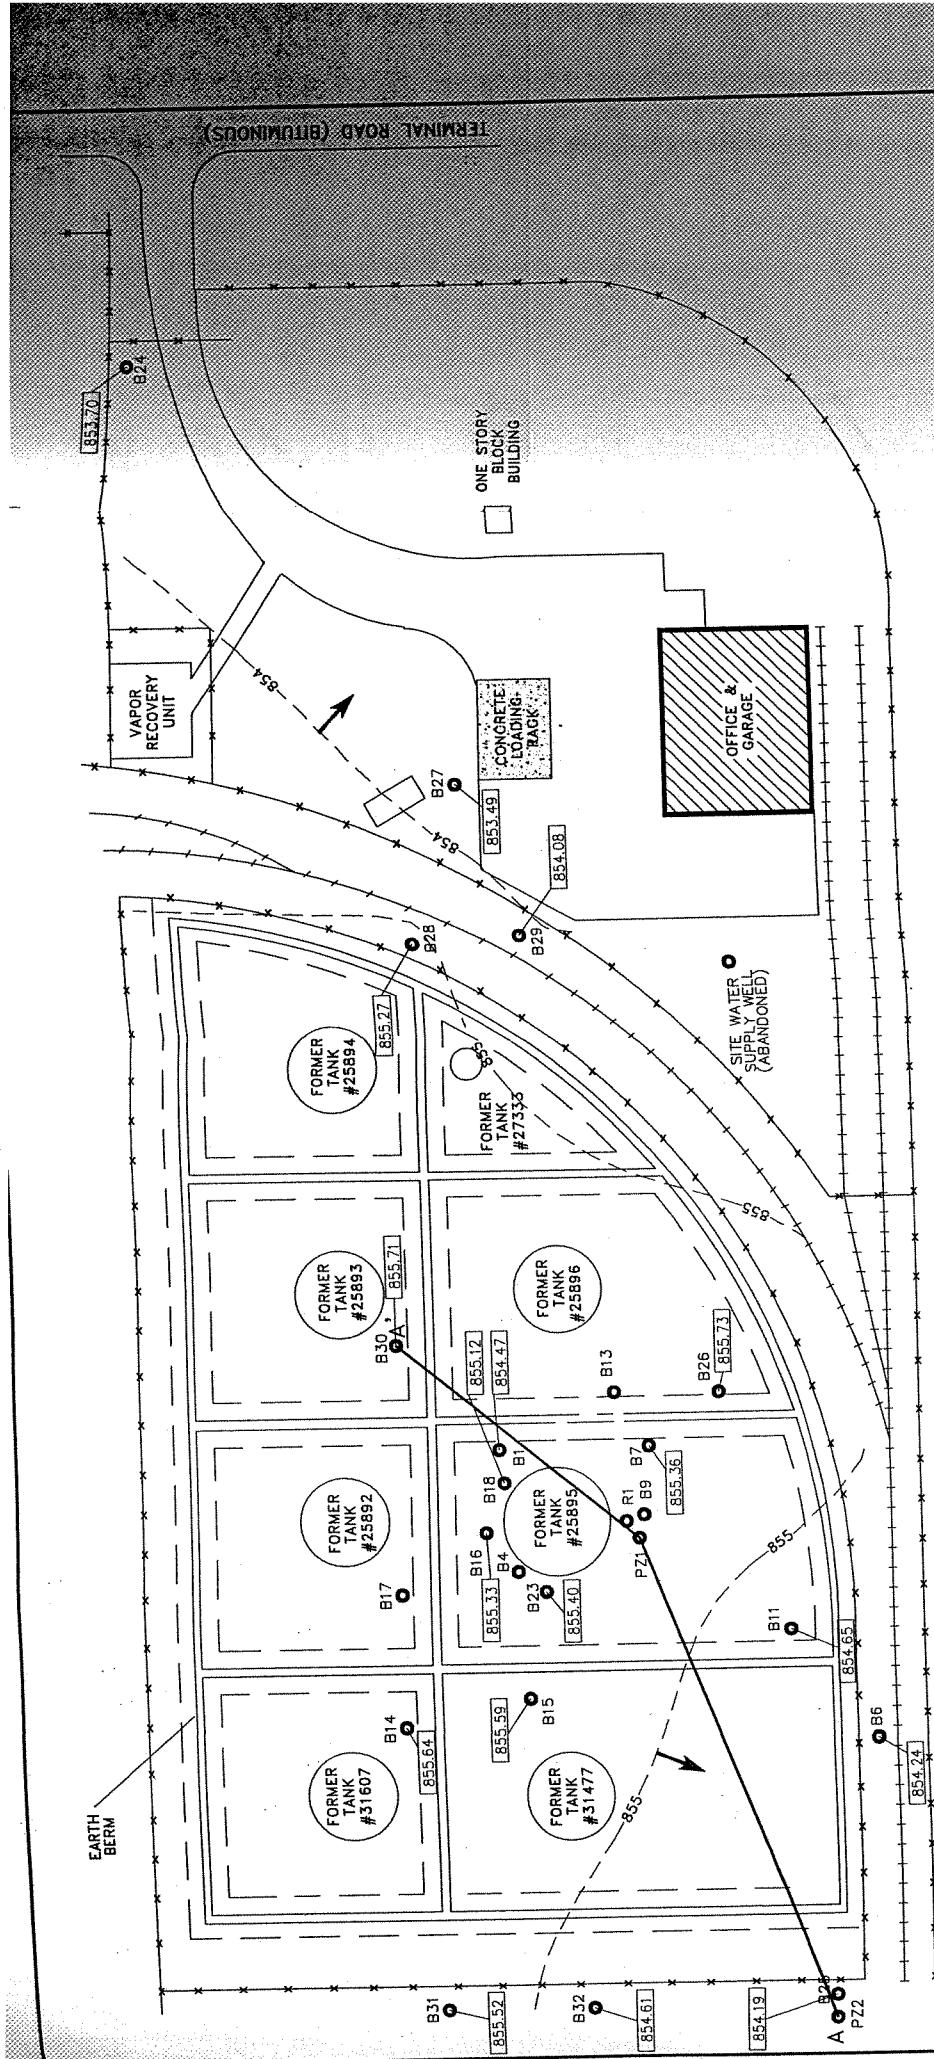 TERMINAL ROAD (BITUMINOUS)
853.70
B24
ONE STORY
BLOCK
BUILDING
VAPOR
RECOVERY
UNIT
854
CONCRETE
LOADING
RACK
OFFICE &
GARAGE
B27
853.49
854
854.08
B29
B28
855.27
SITE WATER
SUPPLY WELL
(ABANDONED)
FORMER
TANK
#25894
855
FORMER
TANK
#27333
855
FORMER
TANK
#25893
855.71
B30
A'
FORMER
TANK
#25896
855.12
854.47
B13
B26
855.73
B1
B18
B7
855.36
FORMER
TANK
#25892
FORMER
TANK
#25895
R1
B9
PZ1
B16
855.33
B4
B23
855.40
B17
855
B11
854.65
EARTH
BERM
B14
855.64
855.59
B15
B6
854.24
FORMER
TANK
#31607
FORMER
TANK
#31477
855
B31
855.52
B32
854.61
854.19
B25
A
PZ2